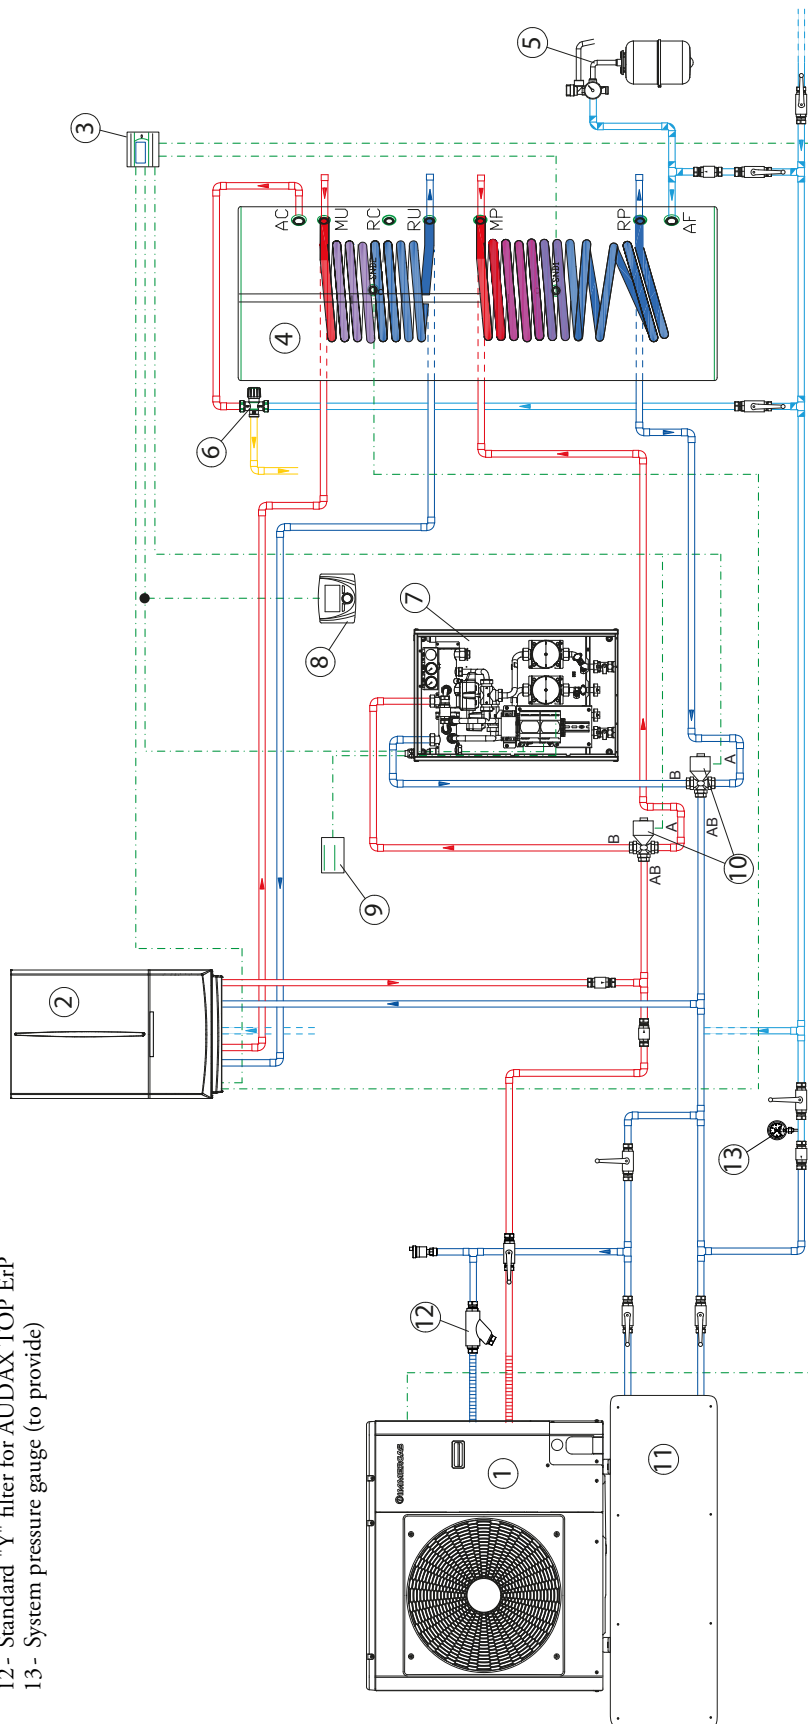 12- Standard "Y" filter for AUDAX TOP ErP
13- System pressure gauge (to provide)
1
2
3
4
5
6
7
8
9
10
11
12
13
IMMERGAS
AC
MU
RC
RU
MP
RP
AF
A
B
AB
A
B
AB